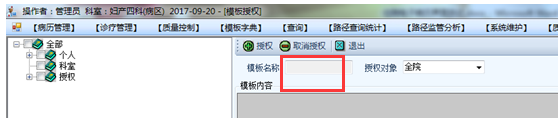 操作者：管理员 科室：妇产四科(病区) 2017-09-20 - [模板授权]
【病历管理】 【诊疗管理】 【质量控制】 【模板字典】 【查询】 【路径查询统计】 【路径监管分析】 【系统维护】
全部
个人
科室
授权
授权 取消授权 退出
模板名称 授权对象 全院
模板内容